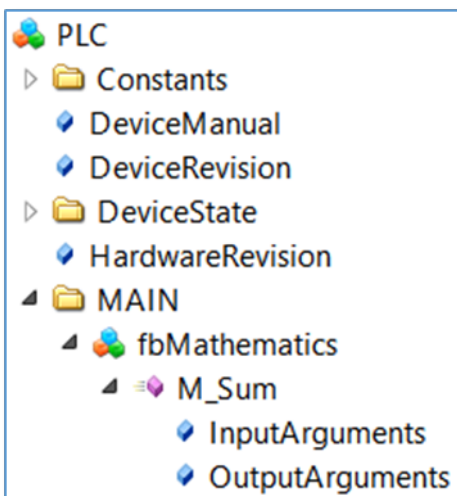 PLC
Constants
DeviceManual
DeviceRevision
DeviceState
HardwareRevision
MAIN
fbMathematics
M_Sum
InputArguments
OutputArguments